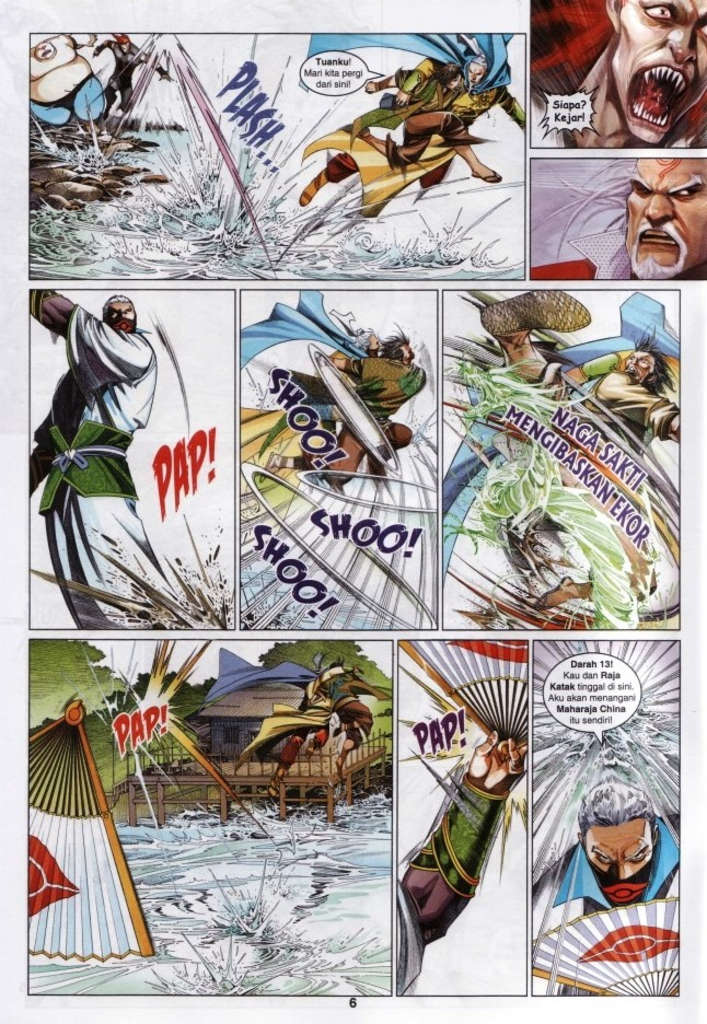 PLASH...
Tuanku!
Mari kita pergi
dari sini!
Siapa?
Kejar!
PAP!
SHOO!
SHOO!
SHOO!
NAGA SAKTI
MENGIBASKAN EKOR
PAP!
PAP!
Darah 13!
Kau dan Raja
Katak tinggal di sini.
Aku akan menangani
Maharaja China
itu sendiri!
6